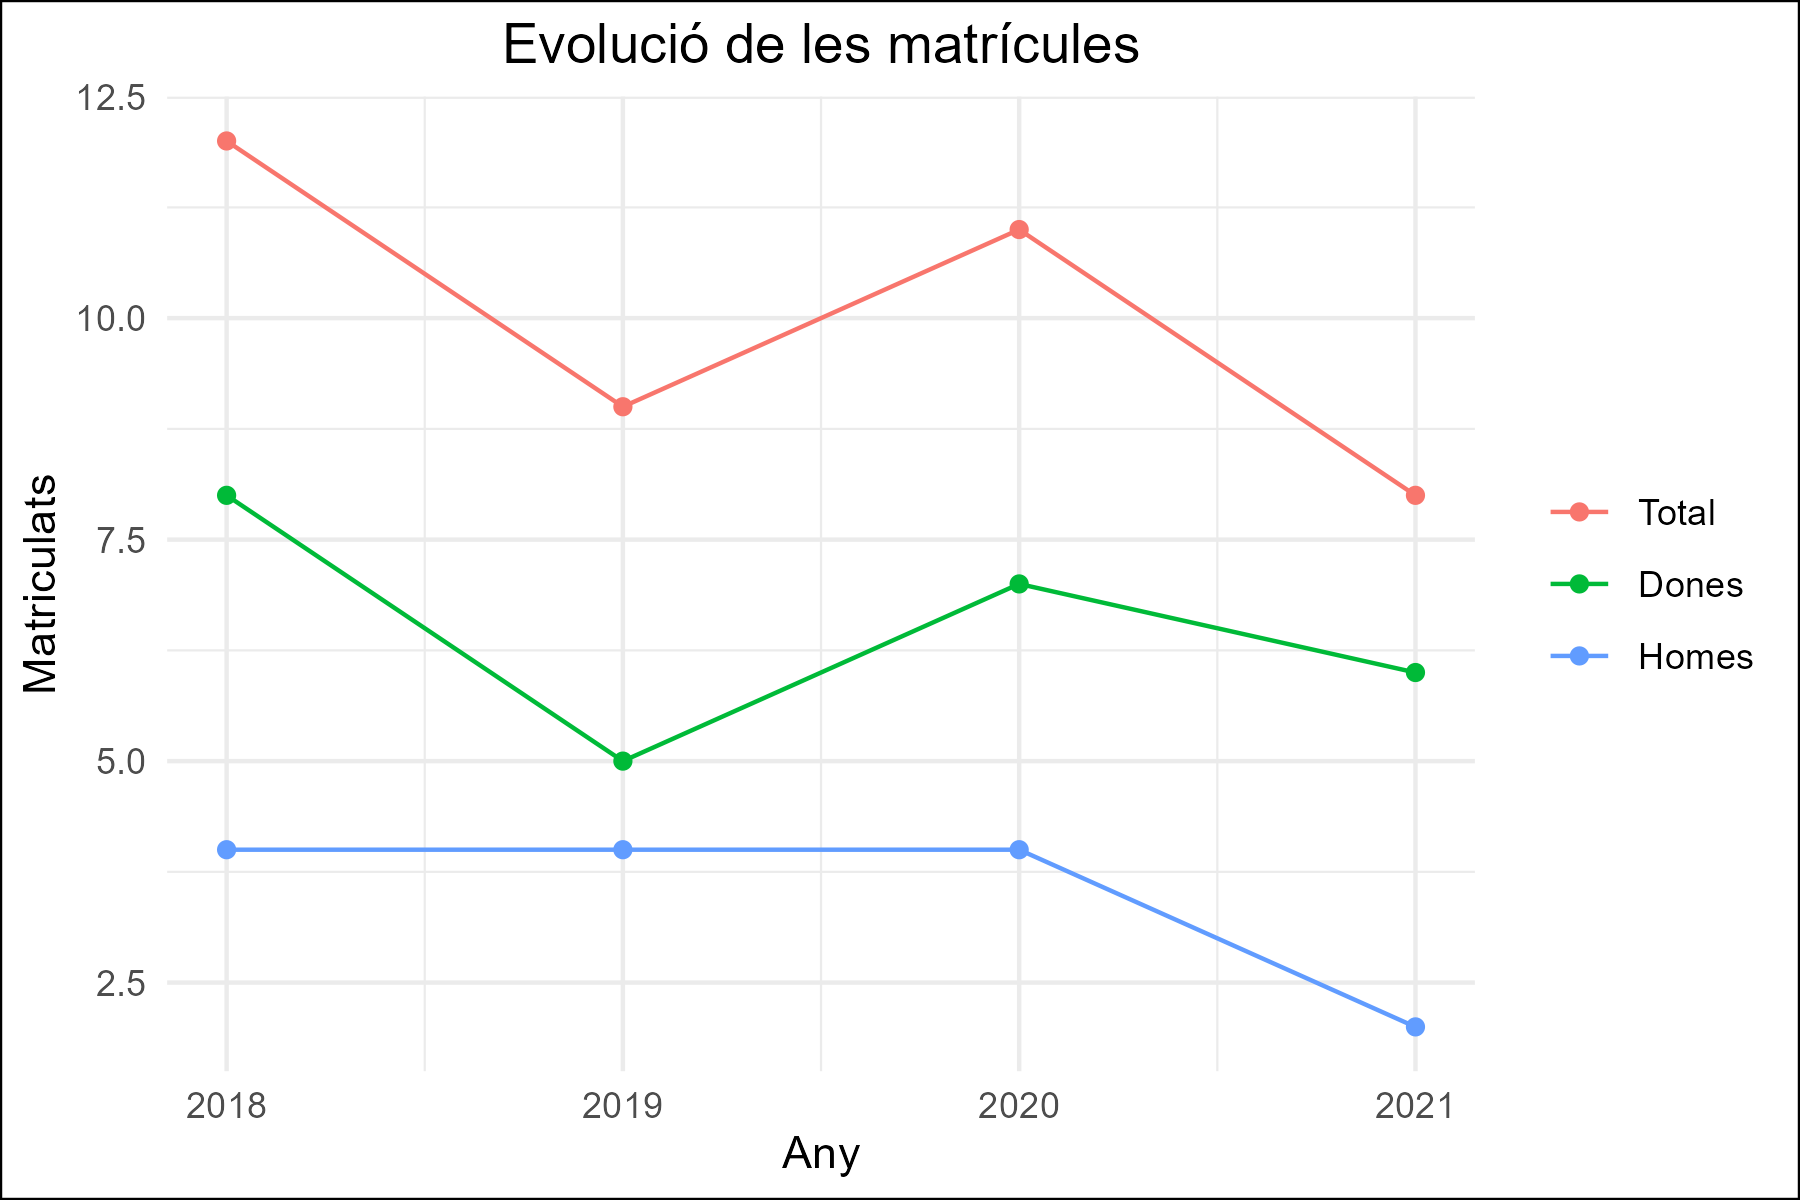 Evolució de les matrícules
12.5
10.0
7.5
5.0
2.5
Matriculats
2018 2019 2020 2021
Any
Total
Dones
Homes